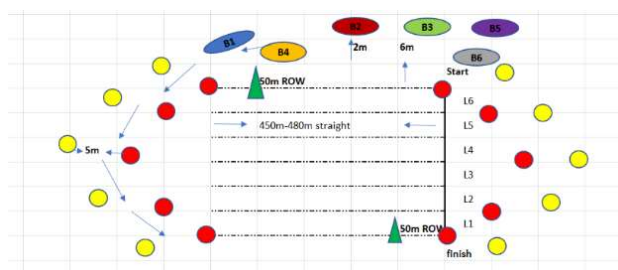 B1
B2
B3
B5
B4
2m
6m
B6
Start
50m ROW
L6
450m-480m straight
L5
5m
L4
L3
L2
L1
50m ROW
finish